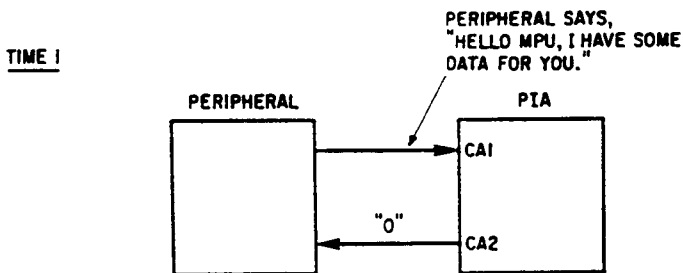 PERIPHERAL SAYS,
"HELLO MPU, I HAVE SOME
DATA FOR YOU."
TIME 1
PERIPHERAL
PIA
CA1
"0"
CA2